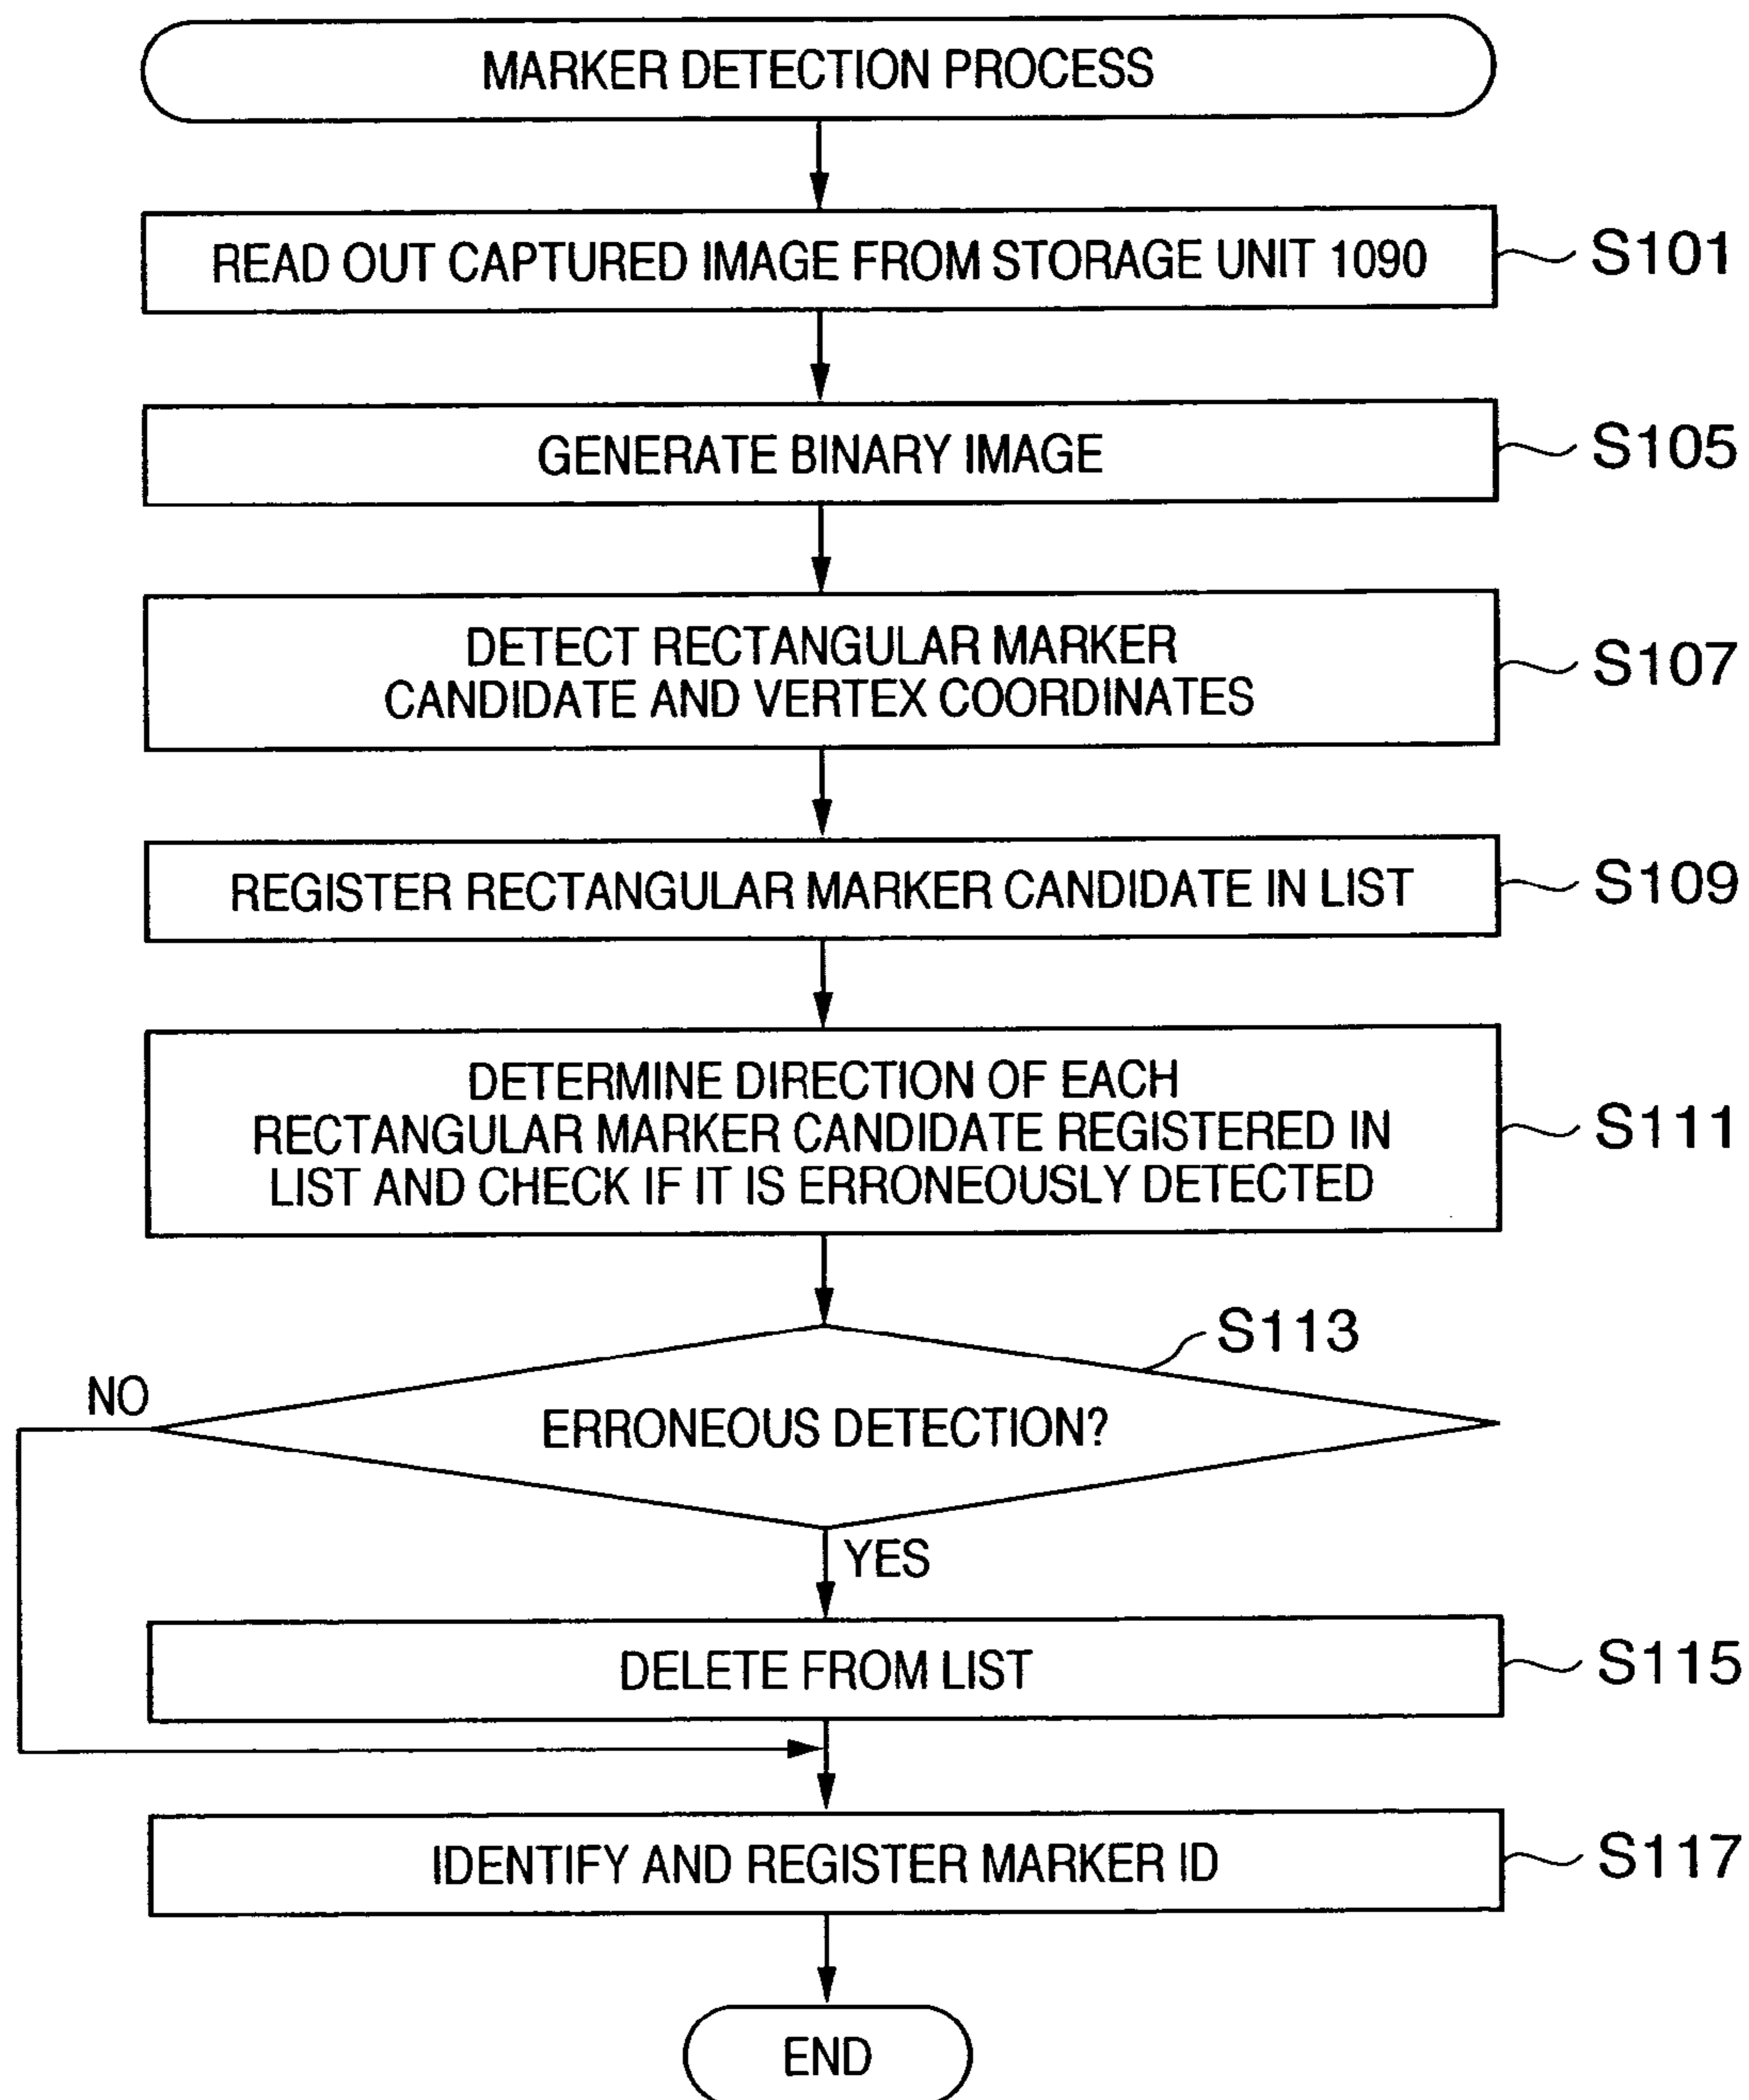 MARKER DETECTION PROCESS
READ OUT CAPTURED IMAGE FROM STORAGE UNIT 1090
S101
GENERATE BINARY IMAGE
S105
DETECT RECTANGULAR MARKER
CANDIDATE AND VERTEX COORDINATES
S107
REGISTER RECTANGULAR MARKER CANDIDATE IN LIST
S109
DETERMINE DIRECTION OF EACH
RECTANGULAR MARKER CANDIDATE REGISTERED IN
LIST AND CHECK IF IT IS ERRONEOUSLY DETECTED
S111
S113
NO
ERRONEOUS DETECTION?
YES
DELETE FROM LIST
S115
IDENTIFY AND REGISTER MARKER ID
S117
END